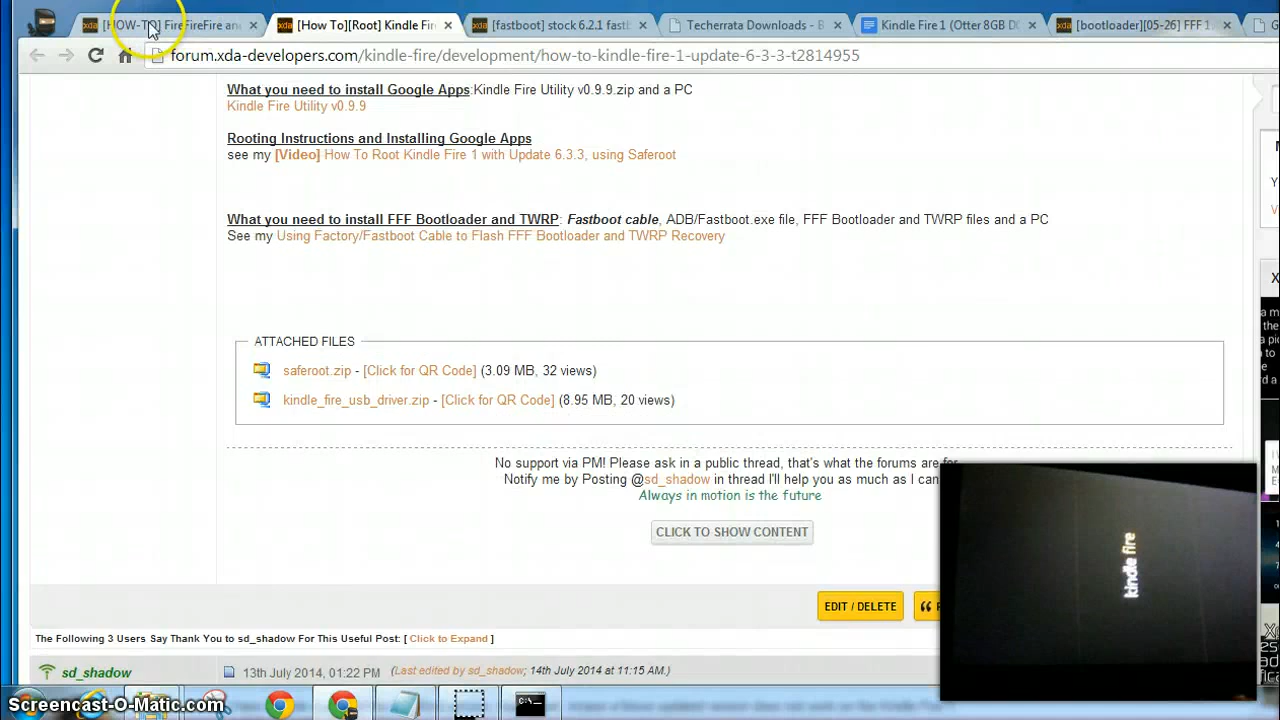 [HOW-TO] FireFireFire an
[How To][Root] Kindle Fir
[fastboot] stock 6.2.1 fast
Techerrata Downloads - B
Kindle Fire 1 (Otter 8GB D
[bootloader][05-26] FFF 1
forum.xda-developers.com/kindle-fire/development/how-to-kindle-fire-1-update-6-3-3-t2814955
What you need to install Google Apps:Kindle Fire Utility v0.9.9.zip and a PC
Kindle Fire Utility v0.9.9
Rooting Instructions and Installing Google Apps
see my [Video] How To Root Kindle Fire 1 with Update 6.3.3, using Saferoot
What you need to install FFF Bootloader and TWRP: Fastboot cable, ADB/Fastboot.exe file, FFF Bootloader and TWRP files and a PC
See my Using Factory/Fastboot Cable to Flash FFF Bootloader and TWRP Recovery
ATTACHED FILES
saferoot.zip - [Click for QR Code] (3.09 MB, 32 views)
kindle_fire_usb_driver.zip - [Click for QR Code] (8.95 MB, 20 views)
No support via PM! Please ask in a public thread, that's what the forums are for
Notify me by Posting @sd_shadow in thread I'll help you as much as I can
Always in motion is the future
CLICK TO SHOW CONTENT
kindle fire
EDIT / DELETE
The Following 3 Users Say Thank You to sd_shadow For This Useful Post: [ Click to Expand ]
sd_shadow
13th July 2014, 01:22 PM (Last edited by sd_shadow; 14th July 2014 at 11:15 AM.)
Screencast-O-Matic.com